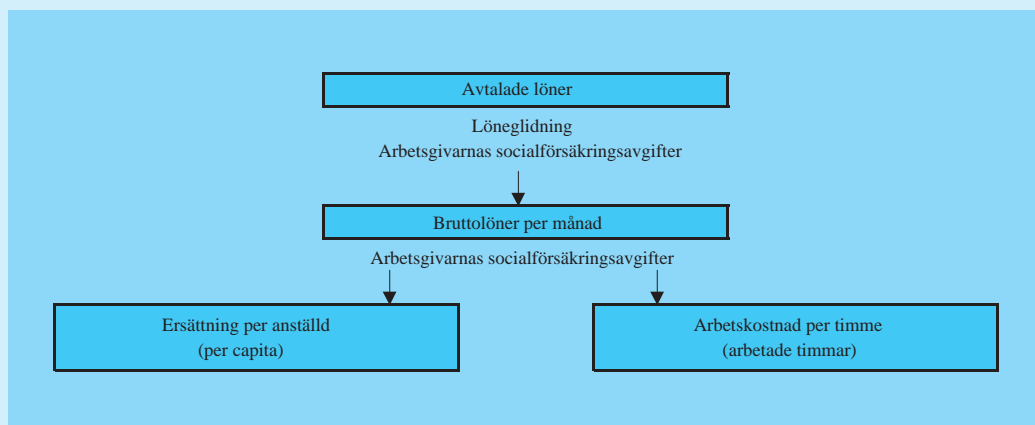 Avtalade löner
Löneglidning
Arbetsgivarnas socialförsäkringsavgifter
Bruttolöner per månad
Arbetsgivarnas socialförsäkringsavgifter
Ersättning per anställd
(per capita)
Arbetskostnad per timme
(arbetade timmar)